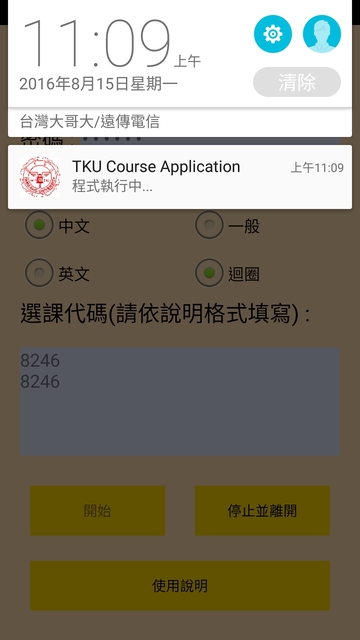 11:09上午
2016年8月15日星期一
清除
台灣大哥大/遠傳電信
TKU Course Application
上午11:09
程式執行中...
中文
一般
英文
迴圈
選課代碼(請依說明格式填寫) :
8246
8246
開始
停止並離開
使用說明